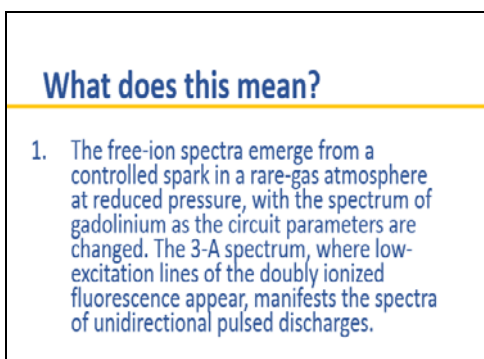 What does this mean?
1. The free-ion spectra emerge from a
controlled spark in a rare-gas atmosphere
at reduced pressure, with the spectrum of
gadolinium as the circuit parameters are
changed. The 3-A spectrum, where low-
excitation lines of the doubly ionized
fluorescence appear, manifests the spectra
of unidirectional pulsed discharges.